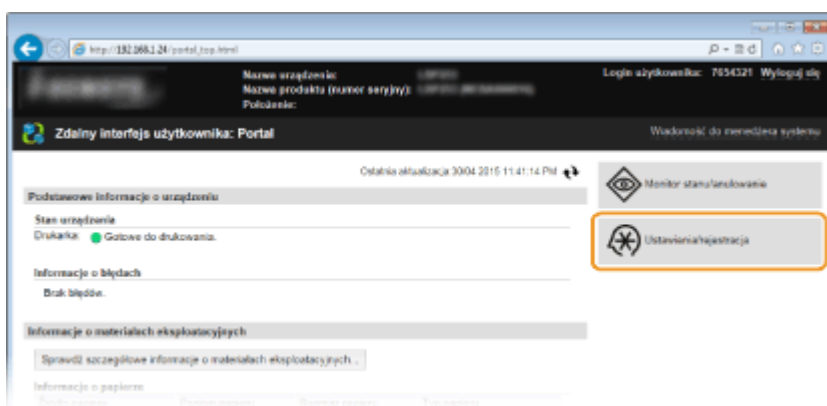 http://192.168.1.24/portal_top.html
Nazwa urządzenia:
Nazwa produktu (numer seryjny):
Położenie:
Login użytkownika: 7654321 Wyloguj się
Zdalny interfejs użytkownika: Portal
Wiadomość do menedżera systemu
Ostatnia aktualizacja 30/04 2015 11:41:14 PM
Podstawowe informacje o urządzeniu
Monitor stanu/anulowanie
Stan urządzenia
Drukarka: Gotowe do drukowania.
Ustawienia/rejestracja
Informacje o błędach
Brak błędów.
Informacje o materiałach eksploatacyjnych
Sprawdź szczegółowe informacje o materiałach eksploatacyjnych...
Informacje o papierze